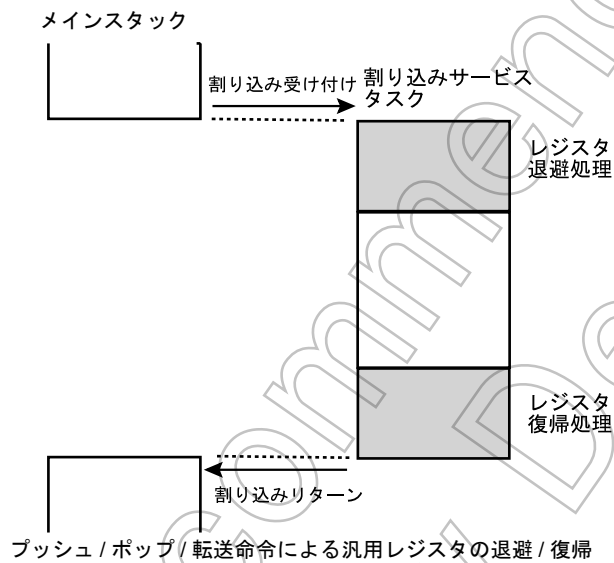 メインスタック
割り込み受け付け
割り込みサービス
タスク
レジスタ
退避処理
レジスタ
復帰処理
割り込みリターン
プッシュ / ポップ / 転送命令による汎用レジスタの退避 / 復帰